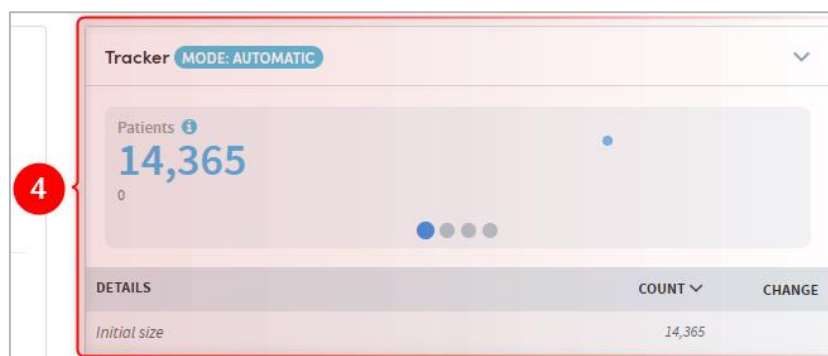 Tracker MODE: AUTOMATIC
Patients
14,365
0
4
DETAILS COUNT CHANGE
Initial size 14,365